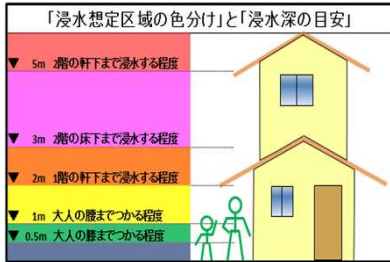 「浸水想定区域の色分け」と「浸水深の目安」
▼ 5m 2階の軒下まで浸水する程度
▼ 3m 2階の床下まで浸水する程度
▼ 2m 1階の軒下まで浸水する程度
▼ 1m 大人の腰までつかる程度
▼ 0.5m 大人の膝までつかる程度